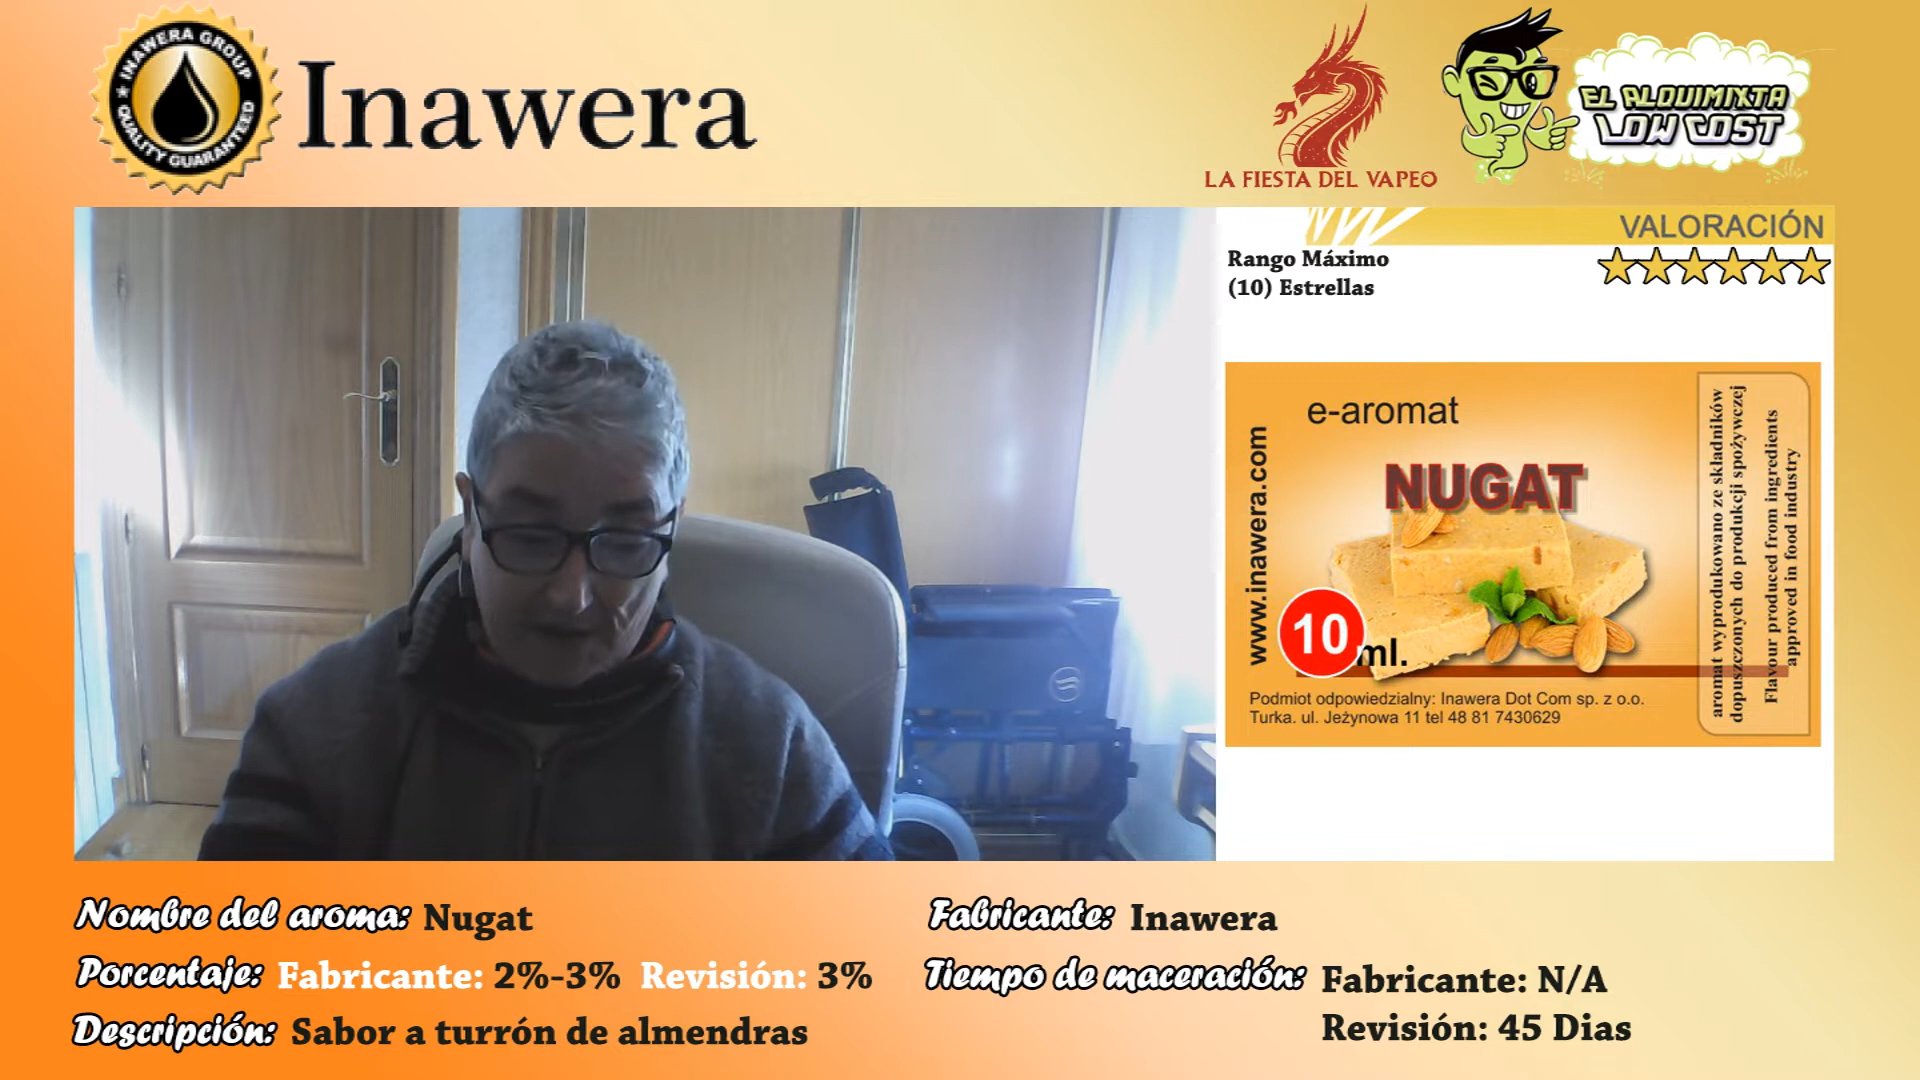 INAWERA GROUP
QUALITY GUARANTEED
Inawera
LA FIESTA DEL VAPEO
EL ALQUIMIXTA
LOW COST
VALORACIÓN
Rango Máximo
(10) Estrellas
e-aromat
NUGAT
www.inawera.com
10
ml.
Podmiot odpowiedzialny: Inawera Dot Com sp. z o.o.
Turka. ul. Jeżynowa 11 tel 48 81 7430629
aromat wyprodukowano ze składników
dopuszczonych do produkcji spożywczej
Flavour produced from ingredients
approved in food industry
Nombre del aroma: Nugat
Fabricante: Inawera
Porcentaje: Fabricante: 2%-3% Revisión: 3%
Tiempo de maceración: Fabricante: N/A
Revisión: 45 Dias
Descripción: Sabor a turrón de almendras